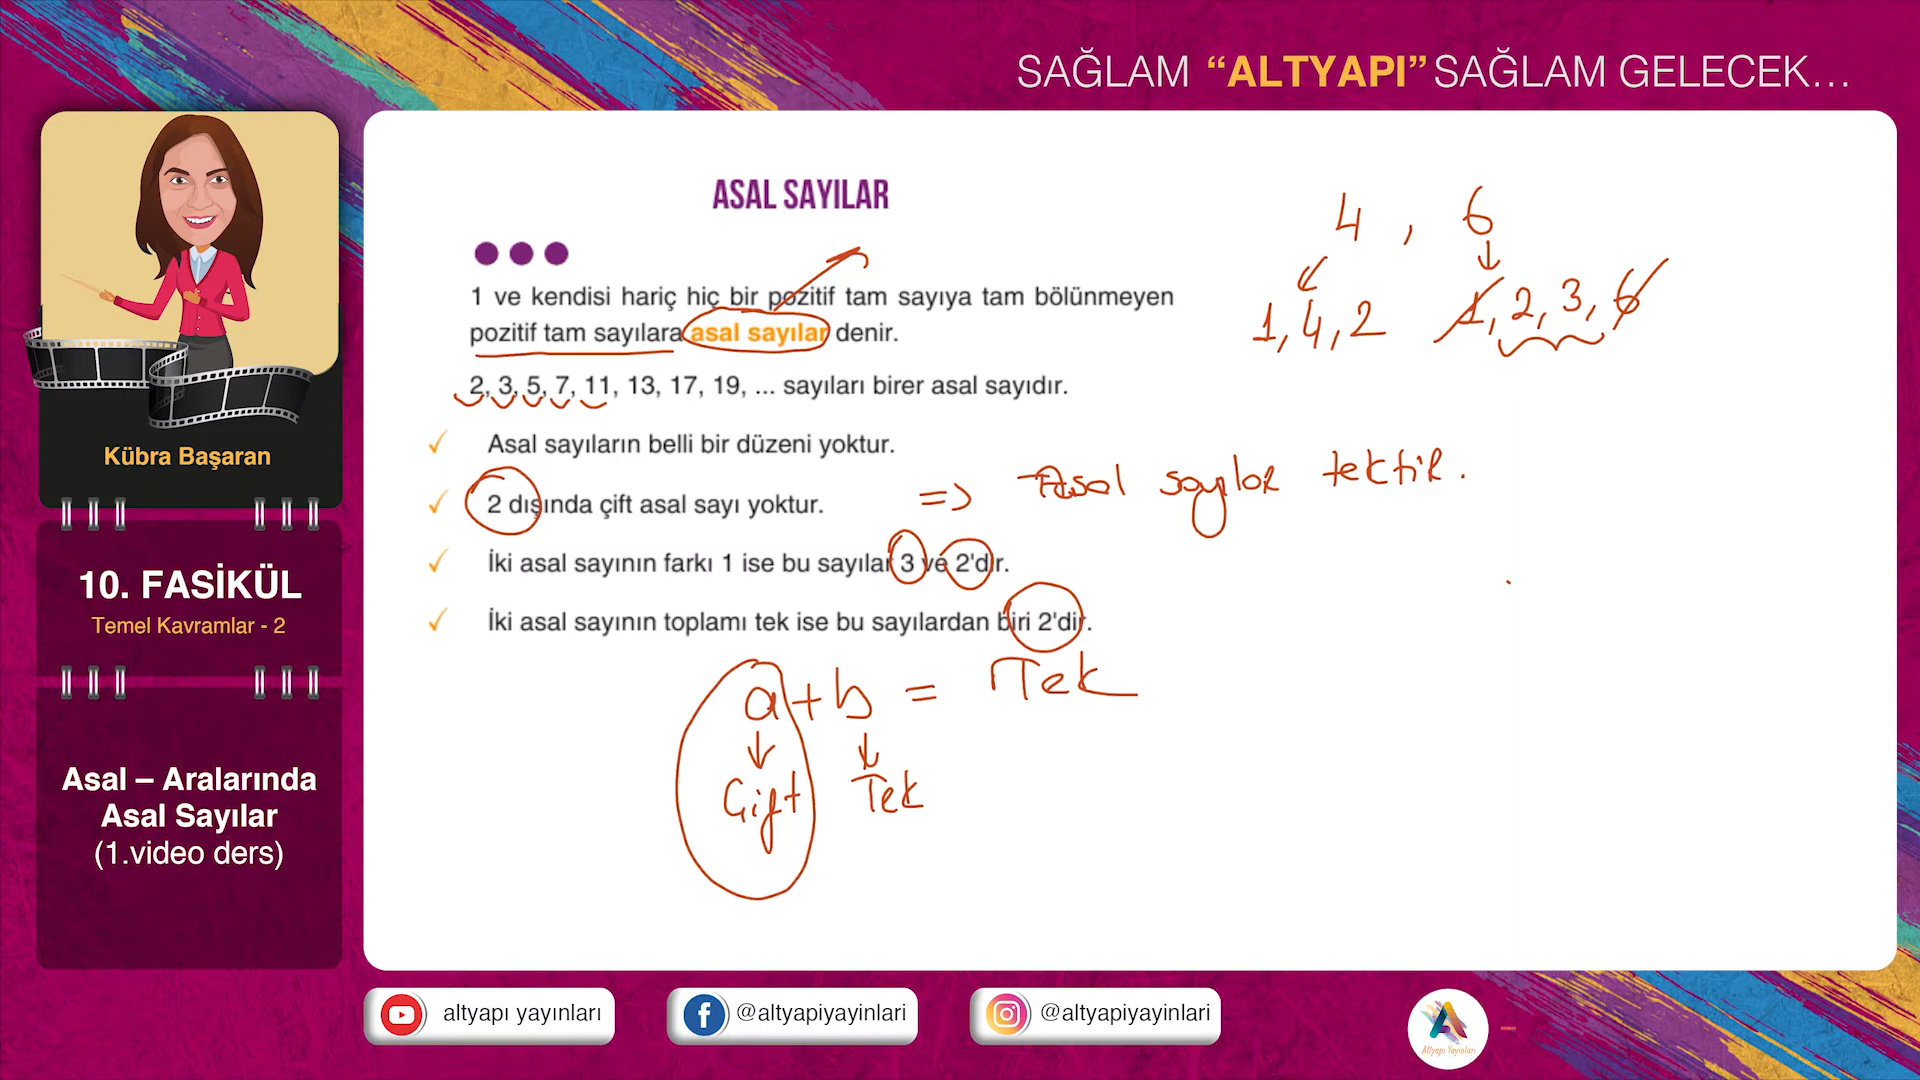 SAĞLAM “ALTYAPI” SAĞLAM GELECEK...
Kübra Başaran
10. FASİKÜL
Temel Kavramlar - 2
Asal – Aralarında
Asal Sayılar
(1.video ders)
ASAL SAYILAR
1 ve kendisi hariç hiç bir pozitif tam sayıya tam bölünmeyen
pozitif tam sayılara asal sayılar denir.
2, 3, 5, 7, 11, 13, 17, 19, ... sayıları birer asal sayıdır.
Asal sayıların belli bir düzeni yoktur.
2 dışında çift asal sayı yoktur.
=> Asal sayılar tektir.
İki asal sayının farkı 1 ise bu sayılar 3 ve 2'dir.
İki asal sayının toplamı tek ise bu sayılardan biri 2'dir.
4 , 6
1, 4, 2 1, 2, 3, 6
a + b = Tek
Çift Tek
altyapı yayınları
@altyapiyayinlari
@altyapiyayinlari
Altyapı Yayınları